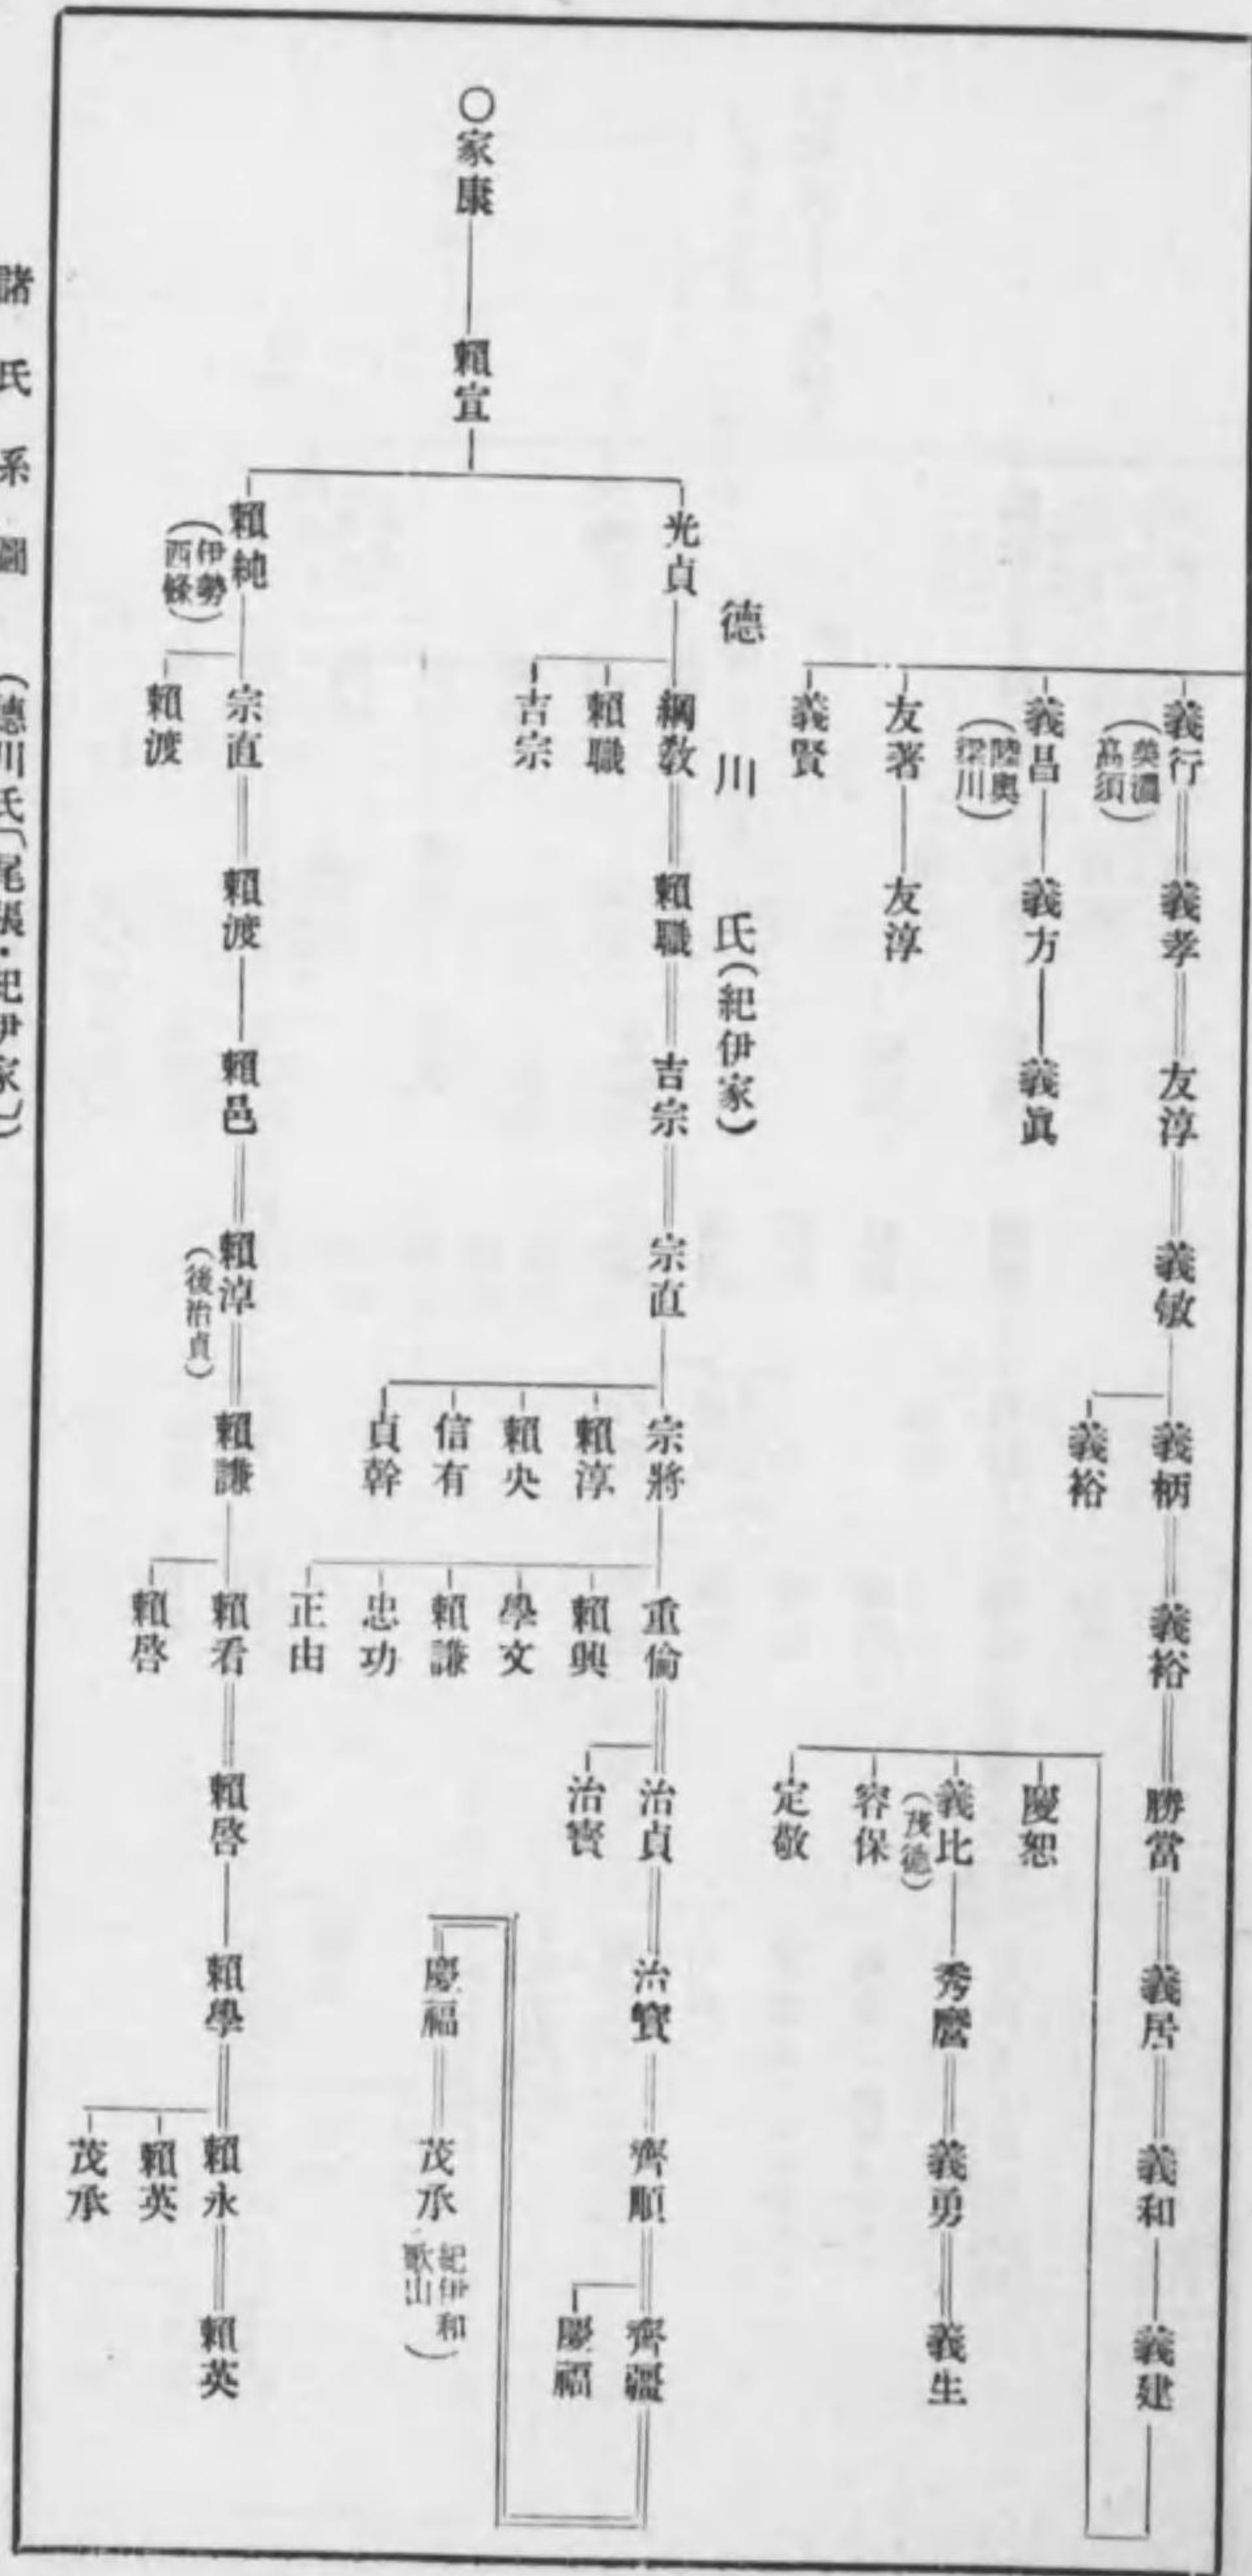 義行
(美濃
高須)
義孝
友淳
義敏
義柄
義裕
義裕
勝當
義居
義和
義建
義昌
(陸奧
梁川)
義方
義眞
友著
友淳
義賢
慶恕
義比
(茂德)
秀麿
義勇
義生
容保
定敬
德川氏(紀伊家)
○家康
賴宣
光貞
綱敎
賴職
吉宗
賴職
吉宗
宗直
宗將
賴淳
賴央
信有
貞幹
重倫
賴興
學文
賴謙
忠功
正由
治貞
治寶
治寶
齊順
齊疆
慶福
慶福
茂承
紀伊和
歌山)
賴純
(伊勢
西條)
宗直
賴渡
賴渡
賴邑
賴淳
(後治貞)
賴謙
賴看
賴啓
賴啓
賴學
賴永
賴英
茂承
賴英
諸氏系圖 (德川氏〔尾張・紀伊家〕)